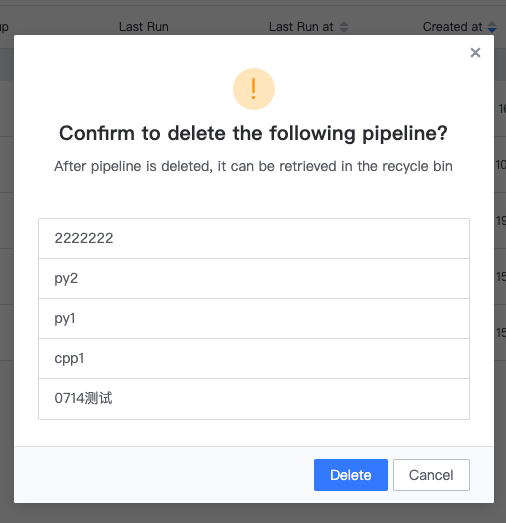 up Last Run Last Run at Created at
Confirm to delete the following pipeline?
After pipeline is deleted, it can be retrieved in the recycle bin
2222222
py2
py1
cpp1
0714测试
Delete Cancel